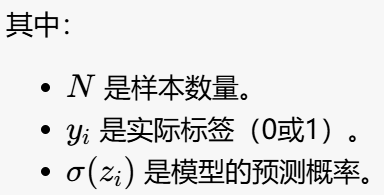 其中：
• N 是样本数量。
• yᵢ 是实际标签（0或1）。
• σ(zᵢ) 是模型的预测概率。